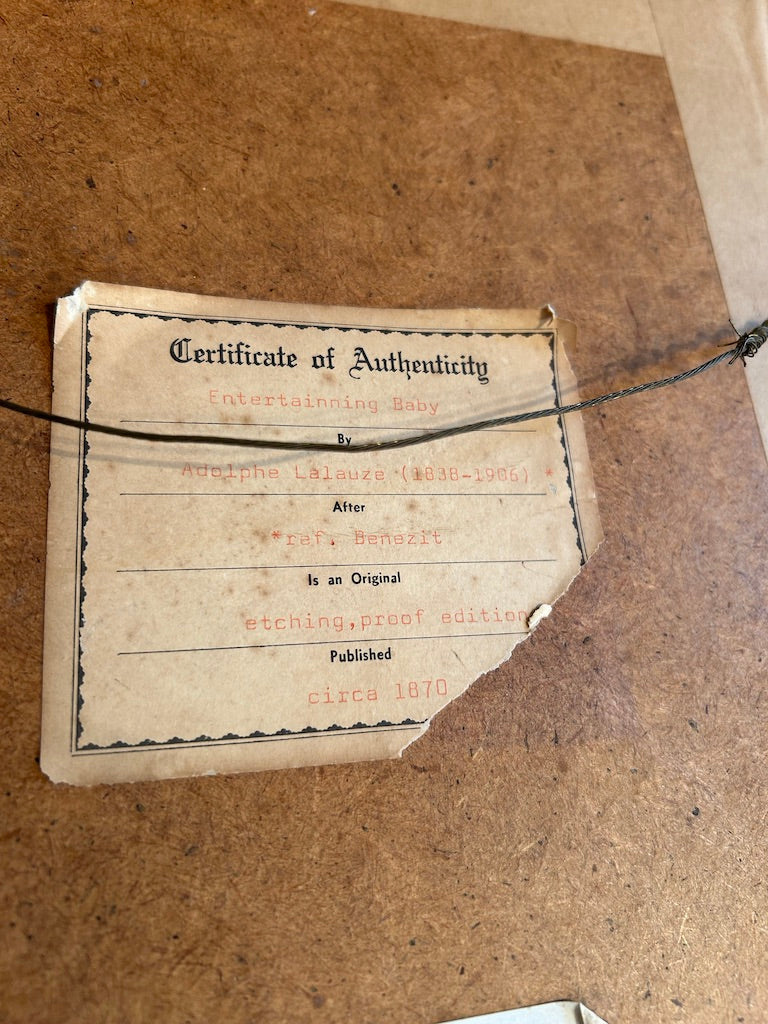 Certificate of Authenticity
Entertainning Baby
By
Adolphe Lalauze (1838-1906) *
After
*ref. Benezit
Is an Original
etching,proof edition
Published
circa 1870